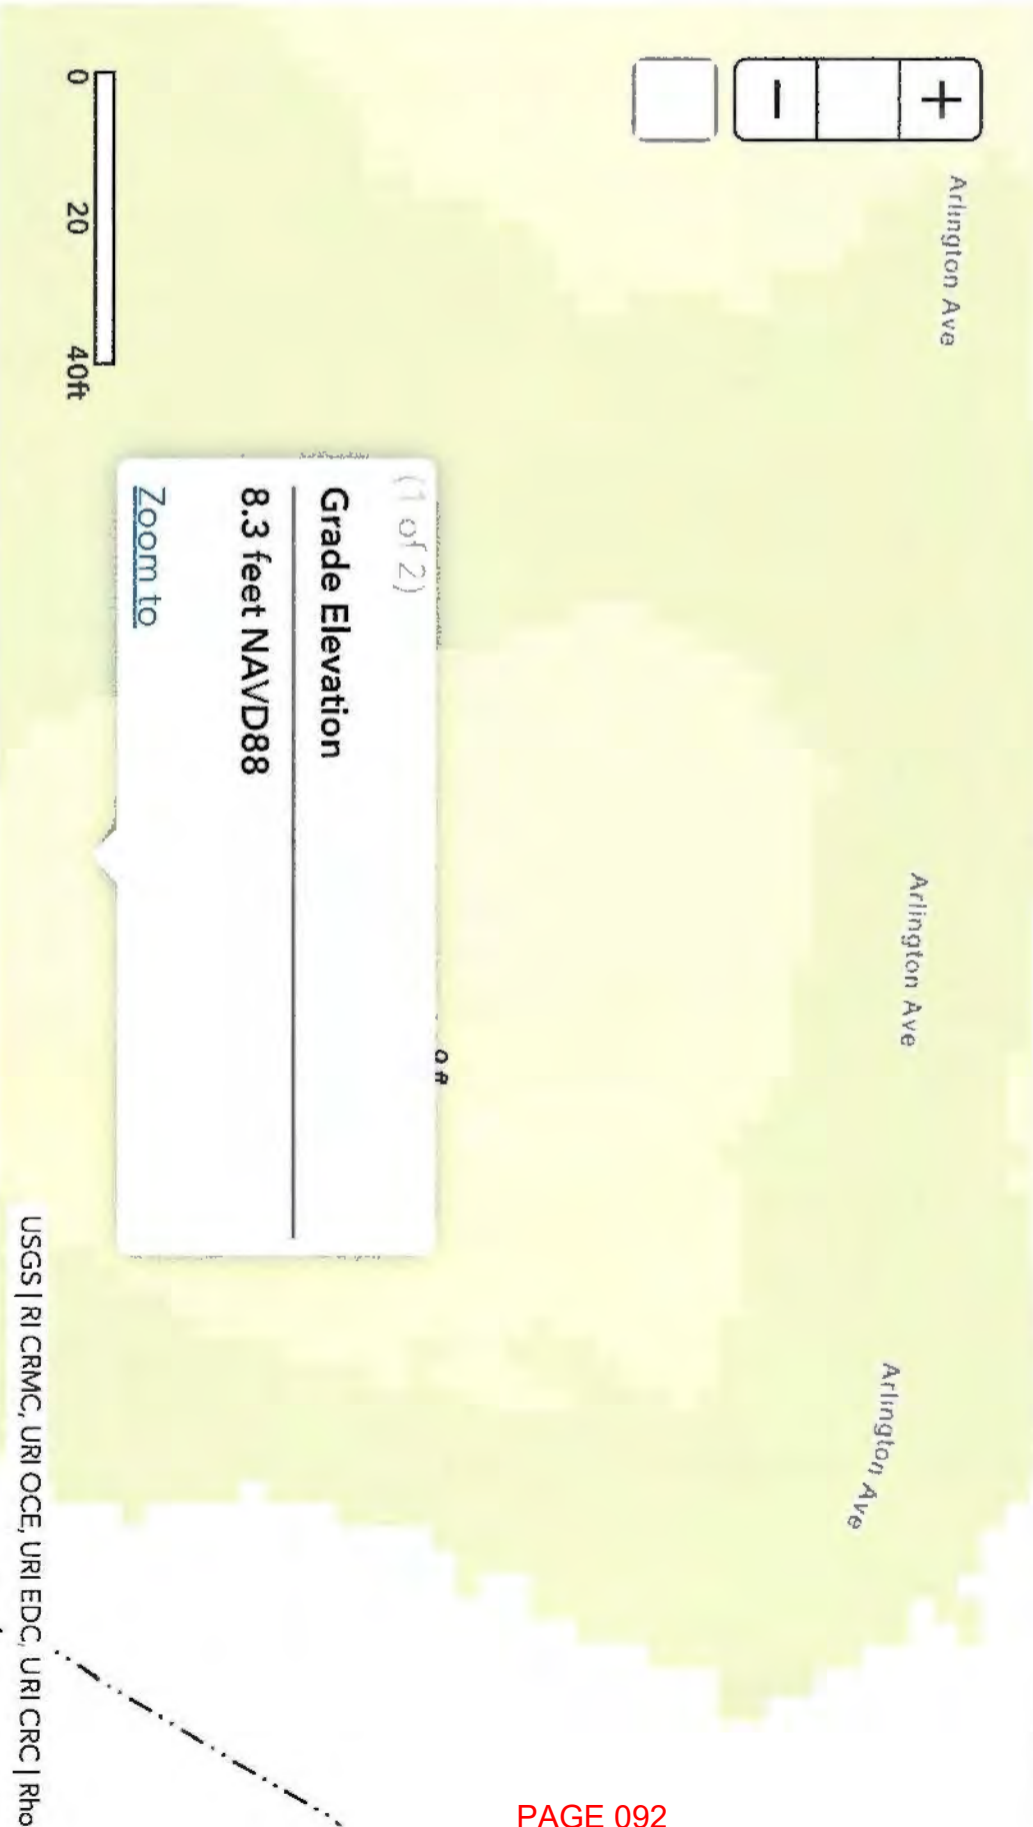 +
−
Arlington Ave
Arlington Ave
Arlington Ave
(1 of 2)
Grade Elevation
8.3 feet NAVD88
Zoom to
0 20 40ft
USGS | RI CRMC, URI OCE, URI EDC, URI CRC | Rho
PAGE 092